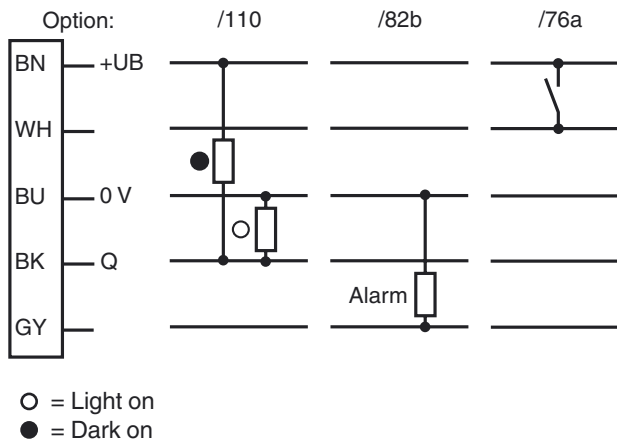 Option: /110 /82b /76a
BN +UB
WH
BU 0 V
BK Q
Alarm
GY
○ = Light on
● = Dark on